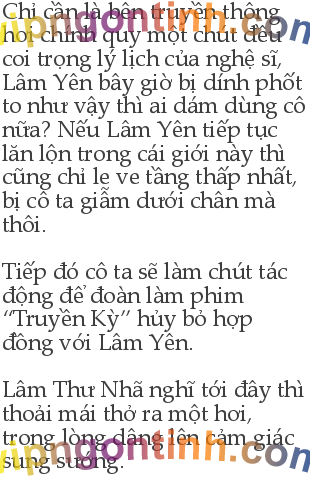 Chỉ cần là bên truyền thông
hơi chính quy một chút đều
coi trọng lý lịch của nghệ sĩ,
Lâm Yên bây giờ bị dính phốt
to như vậy thì ai dám dùng cô
nữa? Nếu Lâm Yên tiếp tục
lăn lộn trong cái giới này thì
cũng chỉ le ve tầng thấp nhất,
bị cô ta giẫm dưới chân mà
thôi.
Tiếp đó cô ta sẽ làm chút tác
động để đoàn làm phim
“Truyền Kỳ” hủy bỏ hợp
đồng với Lâm Yên.
Lâm Thư Nhã nghĩ tới đây thì
thoải mái thở ra một hơi,
trong lòng dâng lên cảm giác
sung sướng.
vipngontinh.com
vipngontinh.com